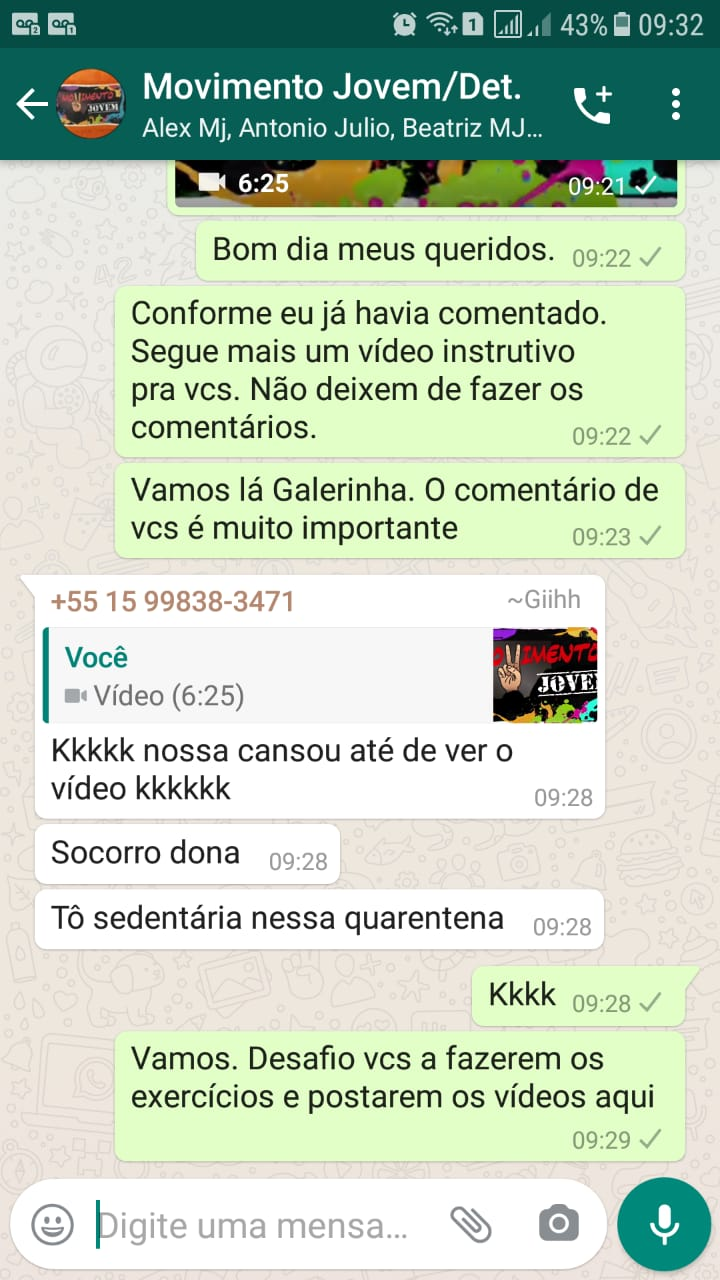 43% 09:32
Movimento Jovem/Det.
Alex Mj, Antonio Julio, Beatriz MJ...
6:25 09:21
Bom dia meus queridos. 09:22
Conforme eu já havia comentado.
Segue mais um vídeo instrutivo
pra vcs. Não deixem de fazer os
comentários. 09:22
Vamos lá Galerinha. O comentário de
vcs é muito importante 09:23
+55 15 99838-3471 ~Giihh
Você
Vídeo (6:25)
MOVIMENTO
JOVEM
Kkkkk nossa cansou até de ver o
vídeo kkkkkk 09:28
Socorro dona 09:28
Tô sedentária nessa quarentena 09:28
Kkkk 09:28
Vamos. Desafio vcs a fazerem os
exercícios e postarem os vídeos aqui
09:29
Digite uma mensa...